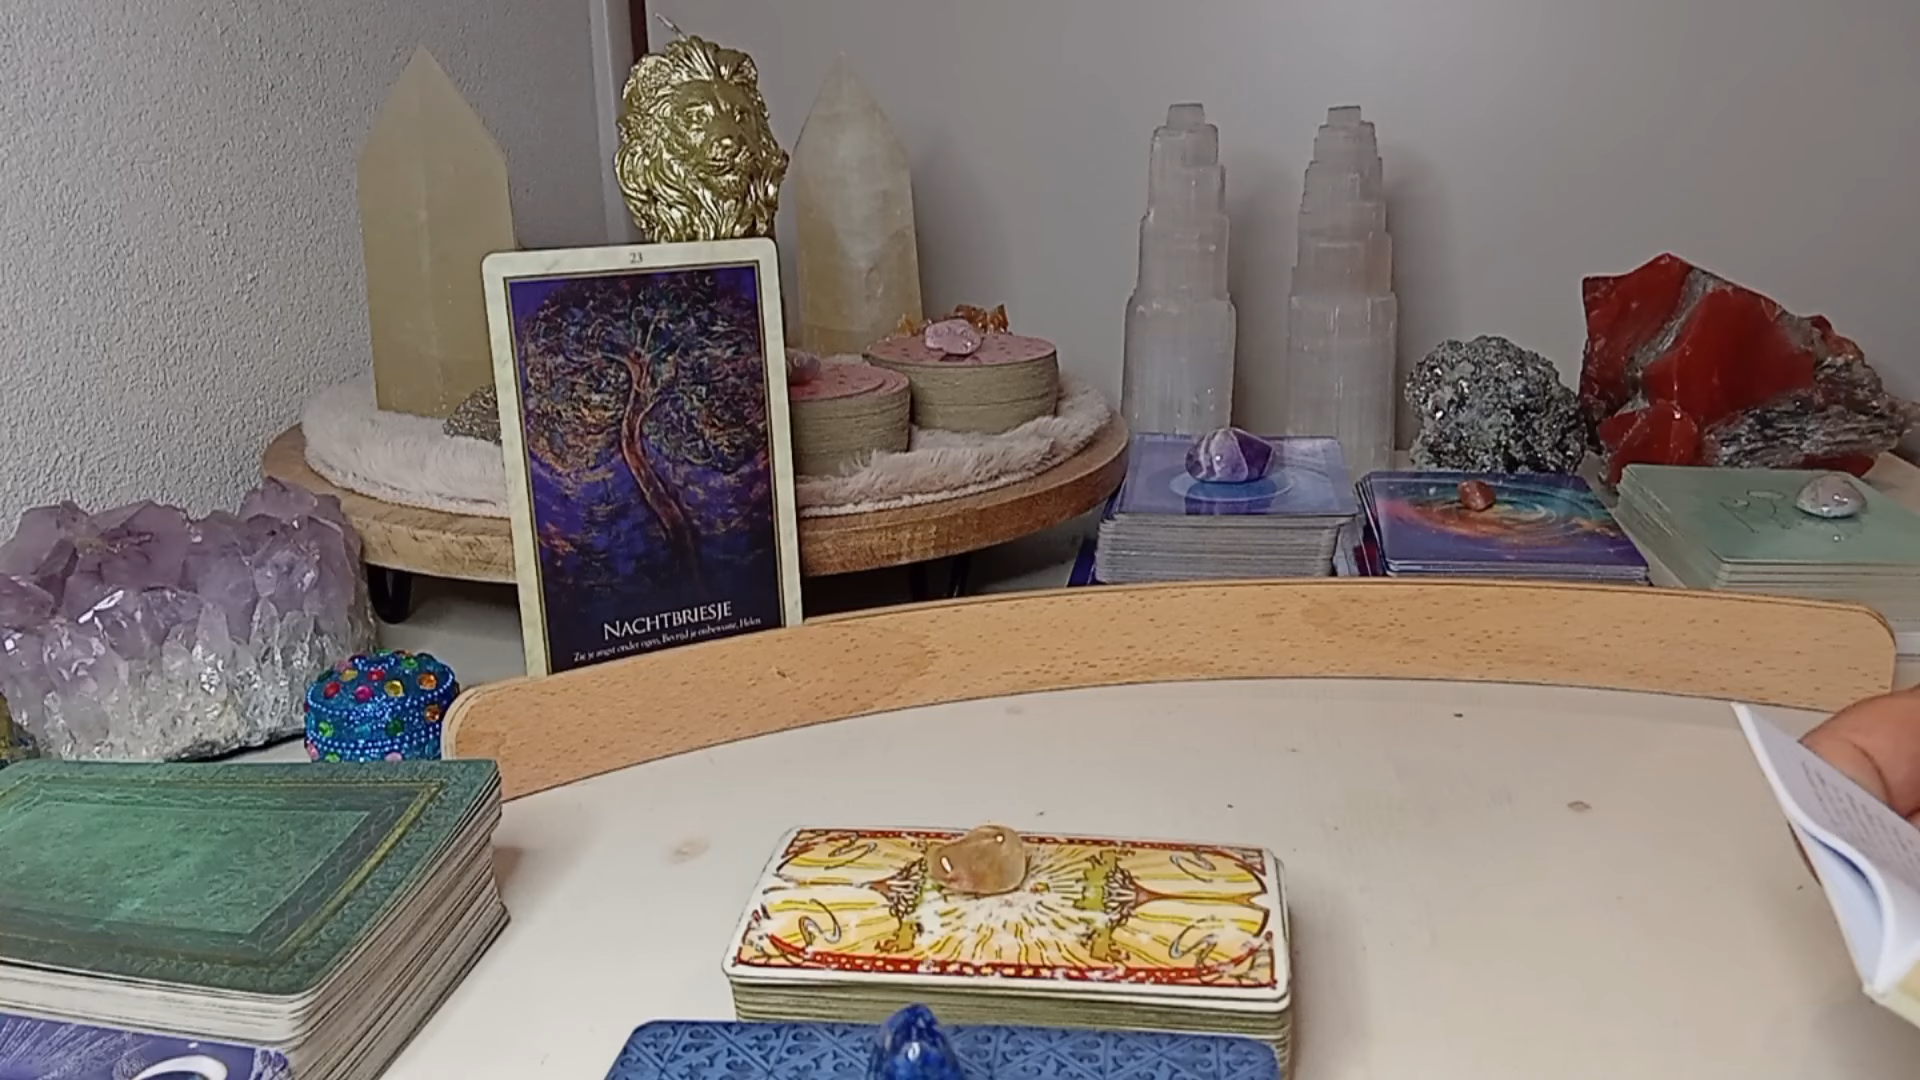 23
NACHTBRIESJE
Zie je angst onder ogen, Bevrijd je onbewuste, Helen